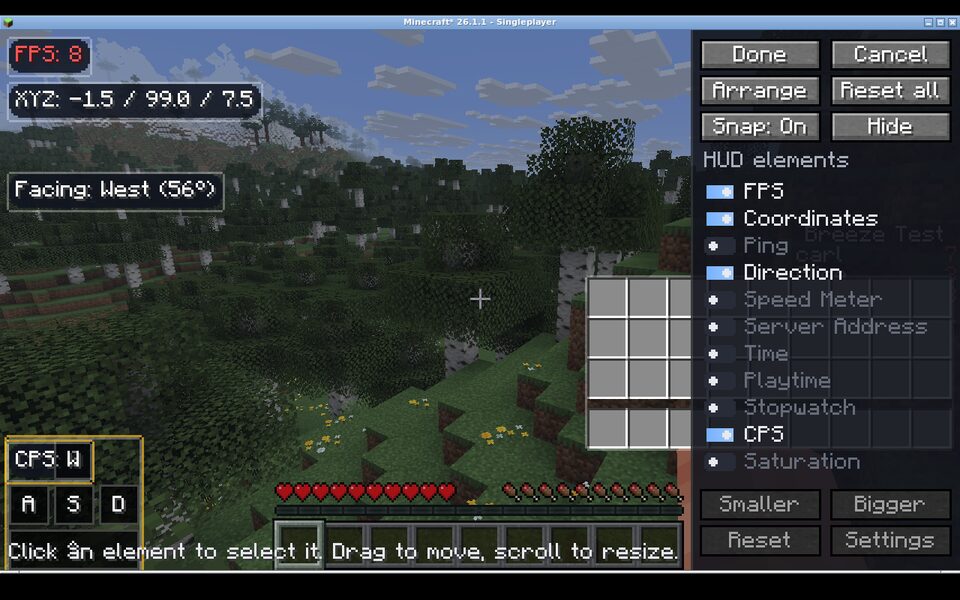 Minecraft* 26.1.1 - Singleplayer
FPS: 8
XYZ: -1.5 / 99.0 / 7.5
Facing: West (56°)
CPS: W
A S D
Click an element to select it. Drag to move, scroll to resize.
Done Cancel
Arrange Reset all
Snap: On Hide
HUD elements
FPS
Coordinates
Breeze Test
Ping
carl
Direction
Speed Meter
Server Address
Time
Playtime
Stopwatch
CPS
Saturation
Smaller Bigger
Reset Settings